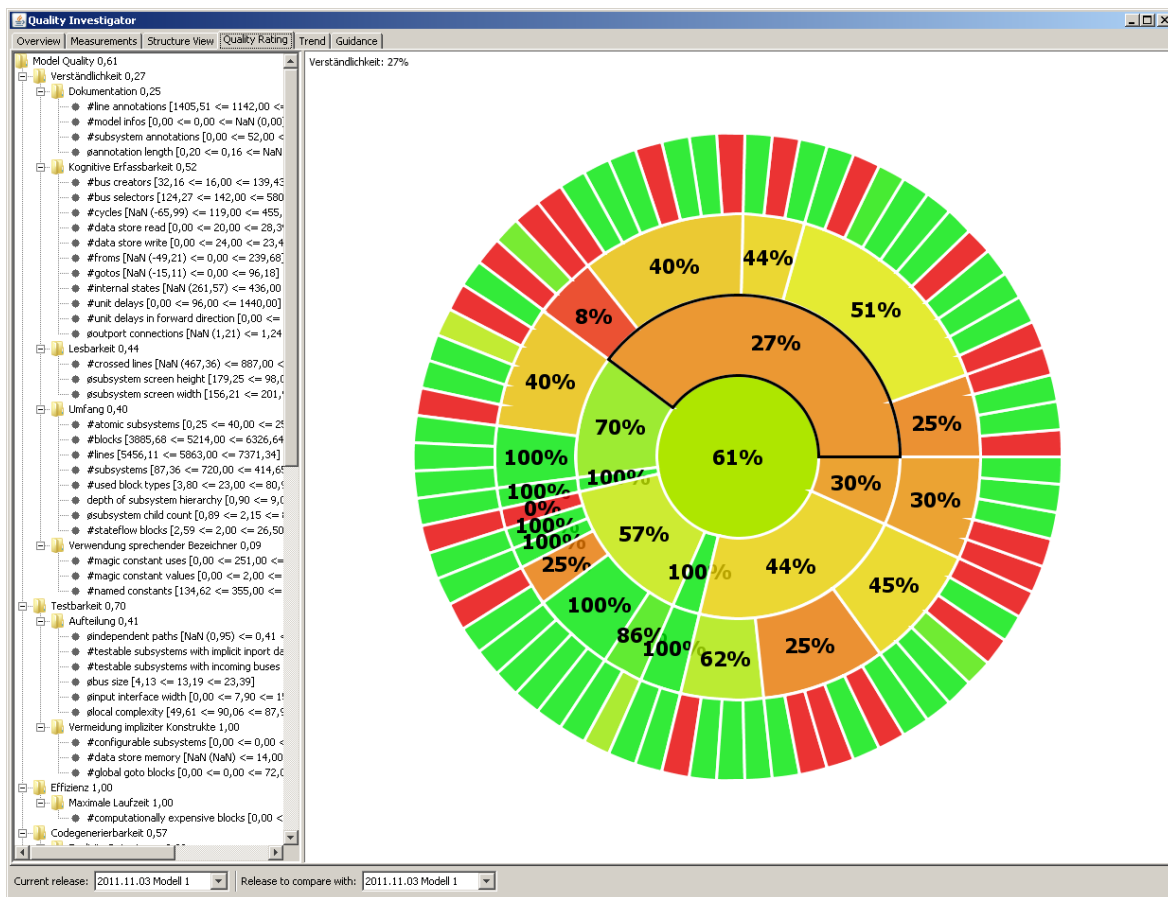 Quality Investigator
Overview Measurements Structure View Quality Rating Trend Guidance
Model Quality 0,61
Verständlichkeit 0,27
Dokumentation 0,25
#line annotations [1405,51 <= 1142,00 <=
#model infos [0,00 <= 0,00 <= NaN (0,00)
#subsystem annotations [0,00 <= 52,00 <
øannotation length [0,20 <= 0,16 <= NaN
Kognitive Erfassbarkeit 0,52
#bus creators [32,16 <= 16,00 <= 139,43
#bus selectors [124,27 <= 142,00 <= 580
#cycles [NaN (-65,99) <= 119,00 <= 455,
#data store read [0,00 <= 20,00 <= 28,3
#data store write [0,00 <= 24,00 <= 23,4
#froms [NaN (-49,21) <= 0,00 <= 239,68]
#gotos [NaN (-15,11) <= 0,00 <= 96,18]
#internal states [NaN (261,57) <= 436,00
#unit delays [0,00 <= 96,00 <= 1440,00]
#unit delays in forward direction [0,00 <=
øoutport connections [NaN (1,21) <= 1,24
Lesbarkeit 0,44
#crossed lines [NaN (467,36) <= 887,00 <=
øsubsystem screen height [179,25 <= 98,0
øsubsystem screen width [156,21 <= 201,
Umfang 0,40
#atomic subsystems [0,25 <= 40,00 <= 25
#blocks [3885,68 <= 5214,00 <= 6326,64
#lines [5456,11 <= 5863,00 <= 7371,34]
#subsystems [87,36 <= 720,00 <= 414,65
#used block types [3,80 <= 23,00 <= 80,
depth of subsystem hierarchy [0,90 <= 9,0
øsubsystem child count [0,89 <= 2,15 <=
#stateflow blocks [2,59 <= 2,00 <= 26,50
Verwendung sprechender Bezeichner 0,09
#magic constant uses [0,00 <= 251,00 <=
#magic constant values [0,00 <= 2,00 <=
#named constants [134,62 <= 355,00 <=
Testbarkeit 0,70
Aufteilung 0,41
øindependent paths [NaN (0,95) <= 0,41 <
#testable subsystems with implicit inport da
#testable subsystems with incoming buses
øbus size [4,13 <= 13,19 <= 23,39]
øinput interface width [0,00 <= 7,90 <= 1
ølocal complexity [49,61 <= 90,06 <= 87,9
Vermeidung impliziter Konstrukte 1,00
#configurable subsystems [0,00 <= 0,00 <
#data store memory [NaN (NaN) <= 14,00
#global goto blocks [0,00 <= 0,00 <= 72,0
Effizienz 1,00
Maximale Laufzeit 1,00
#computationally expensive blocks [0,00 <
Codegenerierbarkeit 0,57
Verständlichkeit: 27%
40% 44%
51%
8%
27%
40%
25%
70%
61%
100%
100%
30%
30%
100%
0%
57%
100%
100%
44%
45%
25%
100%
100%
86%
100%
62%
25%
Current release: 2011.11.03 Modell 1 Release to compare with: 2011.11.03 Modell 1